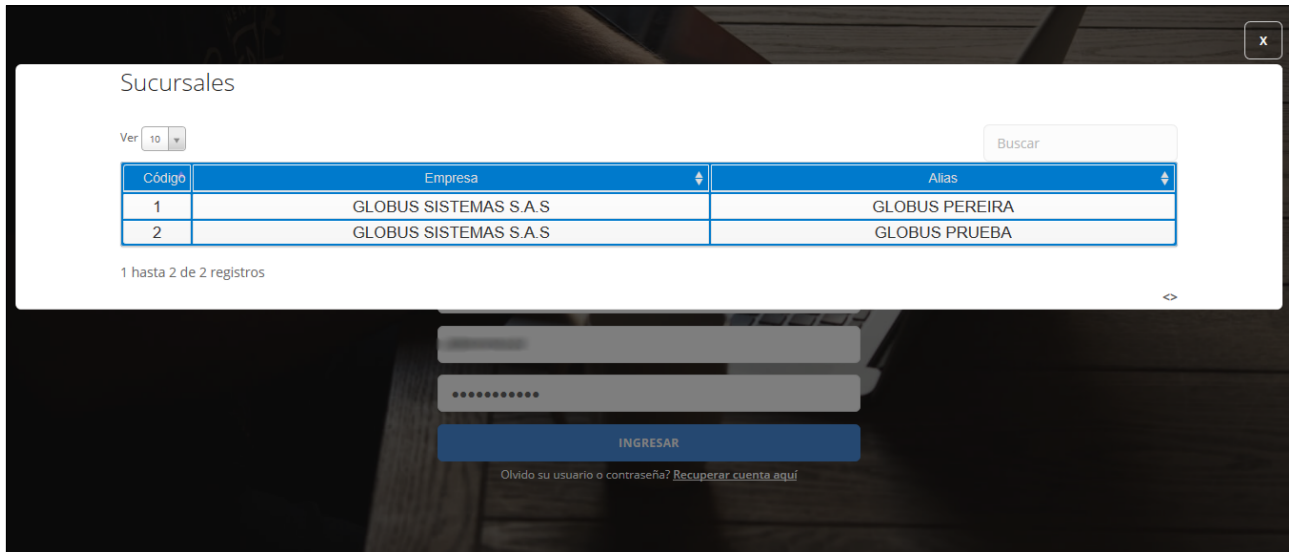 x
Sucursales
Ver 10
Buscar
Código Empresa Alias
1 GLOBUS SISTEMAS S.A.S GLOBUS PEREIRA
2 GLOBUS SISTEMAS S.A.S GLOBUS PRUEBA
1 hasta 2 de 2 registros
<>
INGRESAR
Olvido su usuario o contraseña? Recuperar cuenta aquí